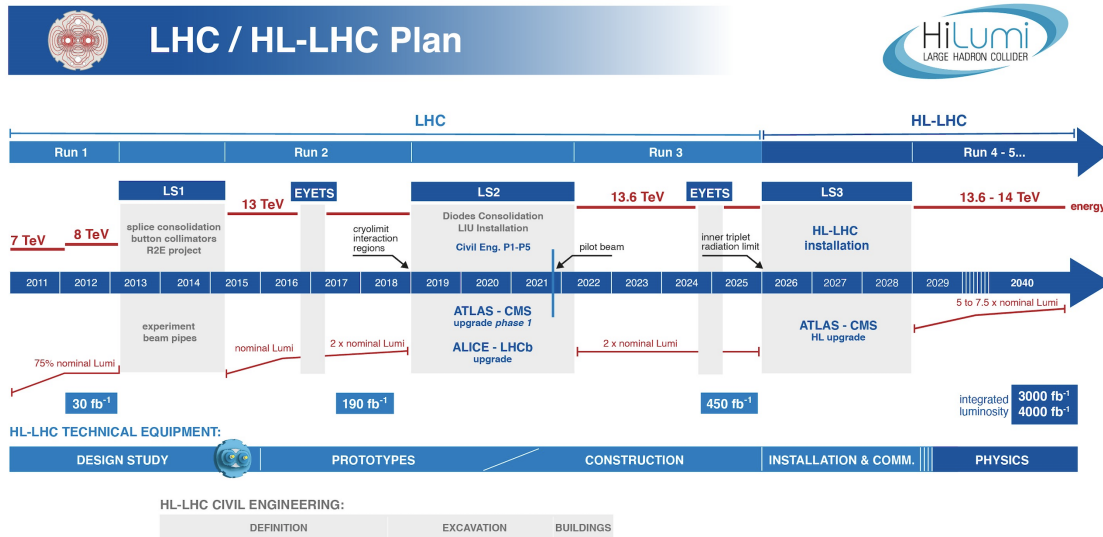 LHC / HL-LHC Plan
HiLumi
LARGE HADRON COLLIDER
LHC
HL-LHC
Run 1
Run 2
Run 3
Run 4 - 5...
LS1
EYETS
LS2
EYETS
LS3
7 TeV
8 TeV
13 TeV
13.6 TeV
13.6 - 14 TeV
energy
splice consolidation
button collimators
R2E project
cryolimit
interaction
regions
Diodes Consolidation
LIU Installation
Civil Eng. P1-P5
pilot beam
inner triplet
radiation limit
HL-LHC
installation
2011 2012 2013 2014 2015 2016 2017 2018 2019 2020 2021 2022 2023 2024 2025 2026 2027 2028 2029 2040
experiment
beam pipes
ATLAS - CMS
upgrade phase 1
ALICE - LHCb
upgrade
ATLAS - CMS
HL upgrade
75% nominal Lumi
nominal Lumi
2 x nominal Lumi
2 x nominal Lumi
5 to 7.5 x nominal Lumi
30 fb⁻¹
190 fb⁻¹
450 fb⁻¹
integrated
luminosity
3000 fb⁻¹
4000 fb⁻¹
HL-LHC TECHNICAL EQUIPMENT:
DESIGN STUDY
PROTOTYPES
CONSTRUCTION
INSTALLATION & COMM.
PHYSICS
HL-LHC CIVIL ENGINEERING:
DEFINITION
EXCAVATION
BUILDINGS